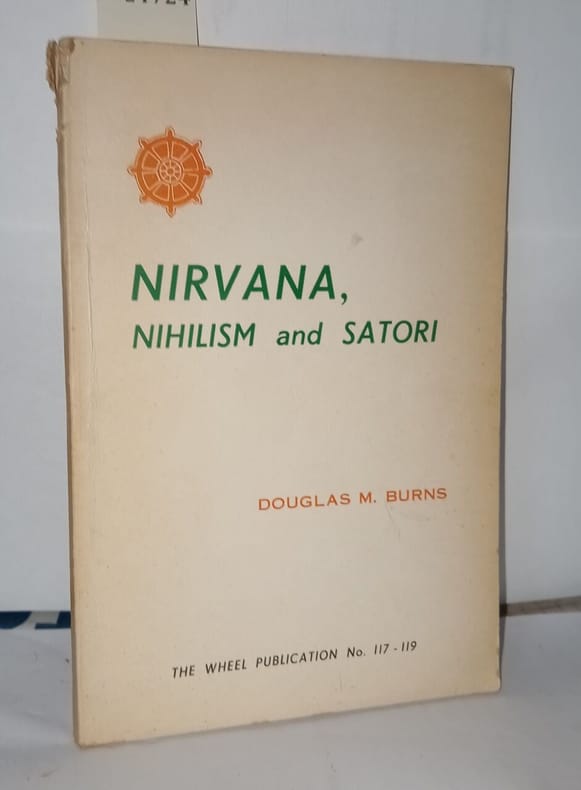 NIRVANA,
NIHILISM and SATORI
DOUGLAS M. BURNS
THE WHEEL PUBLICATION No. 117-119